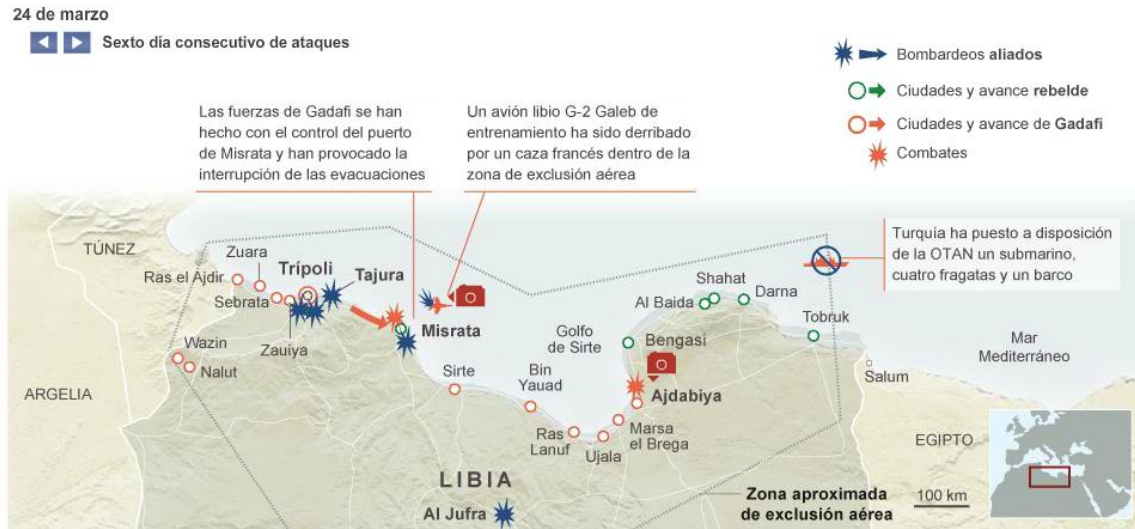 24 de marzo
Sexto día consecutivo de ataques
Bombardeos aliados
Ciudades y avance rebelde
Ciudades y avance de Gadafi
Combates
Las fuerzas de Gadafi se han
hecho con el control del puerto
de Misrata y han provocado la
interrupción de las evacuaciones
Un avión libio G-2 Galeb de
entrenamiento ha sido derribado
por un caza francés dentro de la
zona de exclusión aérea
Turquía ha puesto a disposición
de la OTAN un submarino,
cuatro fragatas y un barco
TÚNEZ
Zuara
Ras el Ajdir
Trípoli
Tajura
Sebrata
Zauiya
Wazin
Nalut
ARGELIA
Misrata
Sirte
Bin
Yauad
Golfo
de Sirte
Ras
Lanuf
Ujala
Marsa
el Brega
Ajdabiya
Bengasi
Al Baida
Shahat
Darna
Tobruk
Salum
Mar
Mediterráneo
EGIPTO
LIBIA
Al Jufra
Zona aproximada
de exclusión aérea
100 km